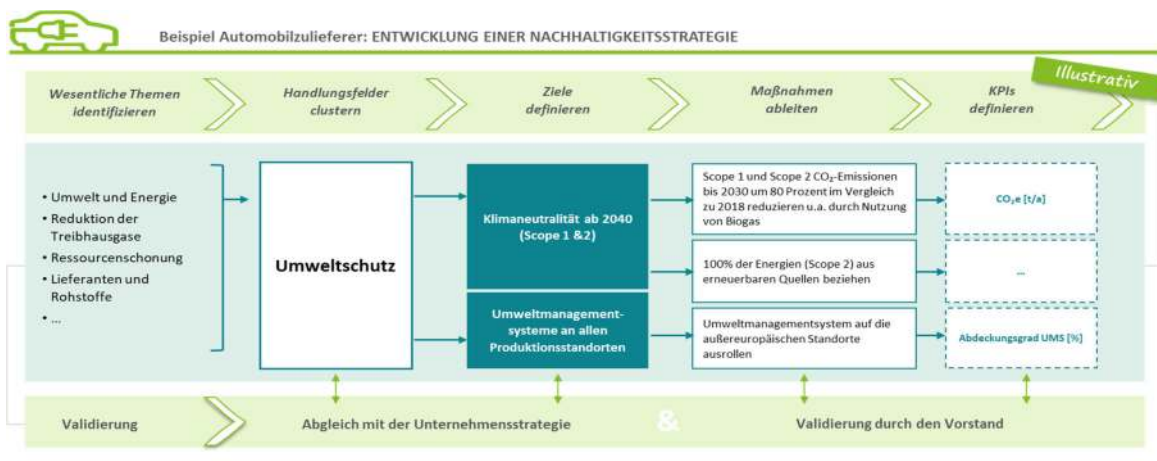 Beispiel Automobilzulieferer: ENTWICKLUNG EINER NACHHALTIGKEITSSTRATEGIE
Illustrativ
Wesentliche Themen
identifizieren
Handlungsfelder
clustern
Ziele
definieren
Maßnahmen
ableiten
KPIs
definieren
• Umwelt und Energie
• Reduktion der
Treibhausgase
• Ressourcenschonung
• Lieferanten und
Rohstoffe
• ...
Umweltschutz
Klimaneutralität ab 2040
(Scope 1 &2)
Umweltmanagement-
systeme an allen
Produktionsstandorten
Scope 1 und Scope 2 CO₂-Emissionen
bis 2030 um 80 Prozent im Vergleich
zu 2018 reduzieren u.a. durch Nutzung
von Biogas
100% der Energien (Scope 2) aus
erneuerbaren Quellen beziehen
Umweltmanagementsystem auf die
außereuropäischen Standorte
ausrollen
CO₂e [t/a]
...
Abdeckungsgrad UMS [%]
Validierung
Abgleich mit der Unternehmensstrategie
&
Validierung durch den Vorstand